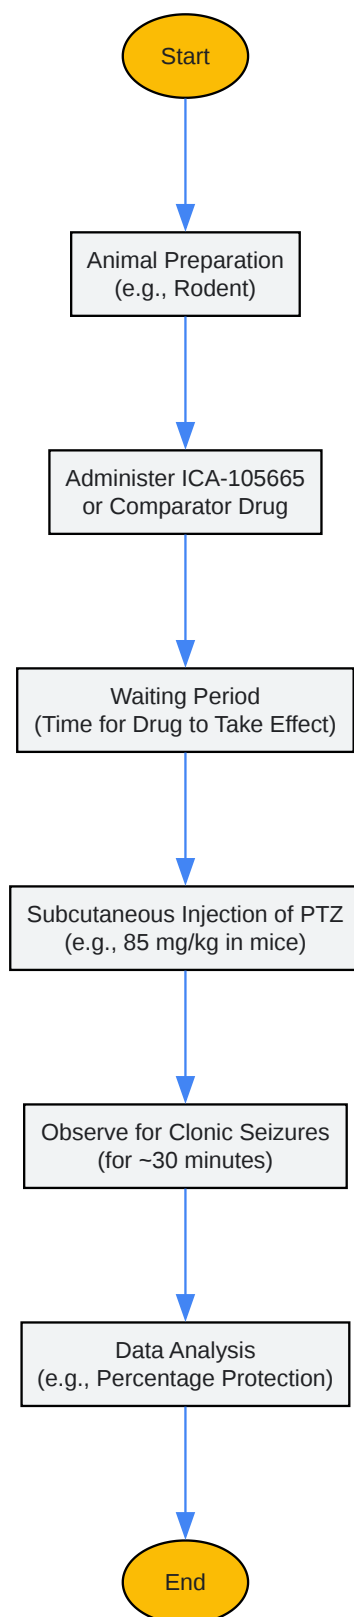 Start
Animal Preparation
(e.g., Rodent)
Administer ICA-105665
or Comparator Drug
Waiting Period
(Time for Drug to Take Effect)
Subcutaneous Injection of PTZ
(e.g., 85 mg/kg in mice)
Observe for Clonic Seizures
(for ~30 minutes)
Data Analysis
(e.g., Percentage Protection)
End